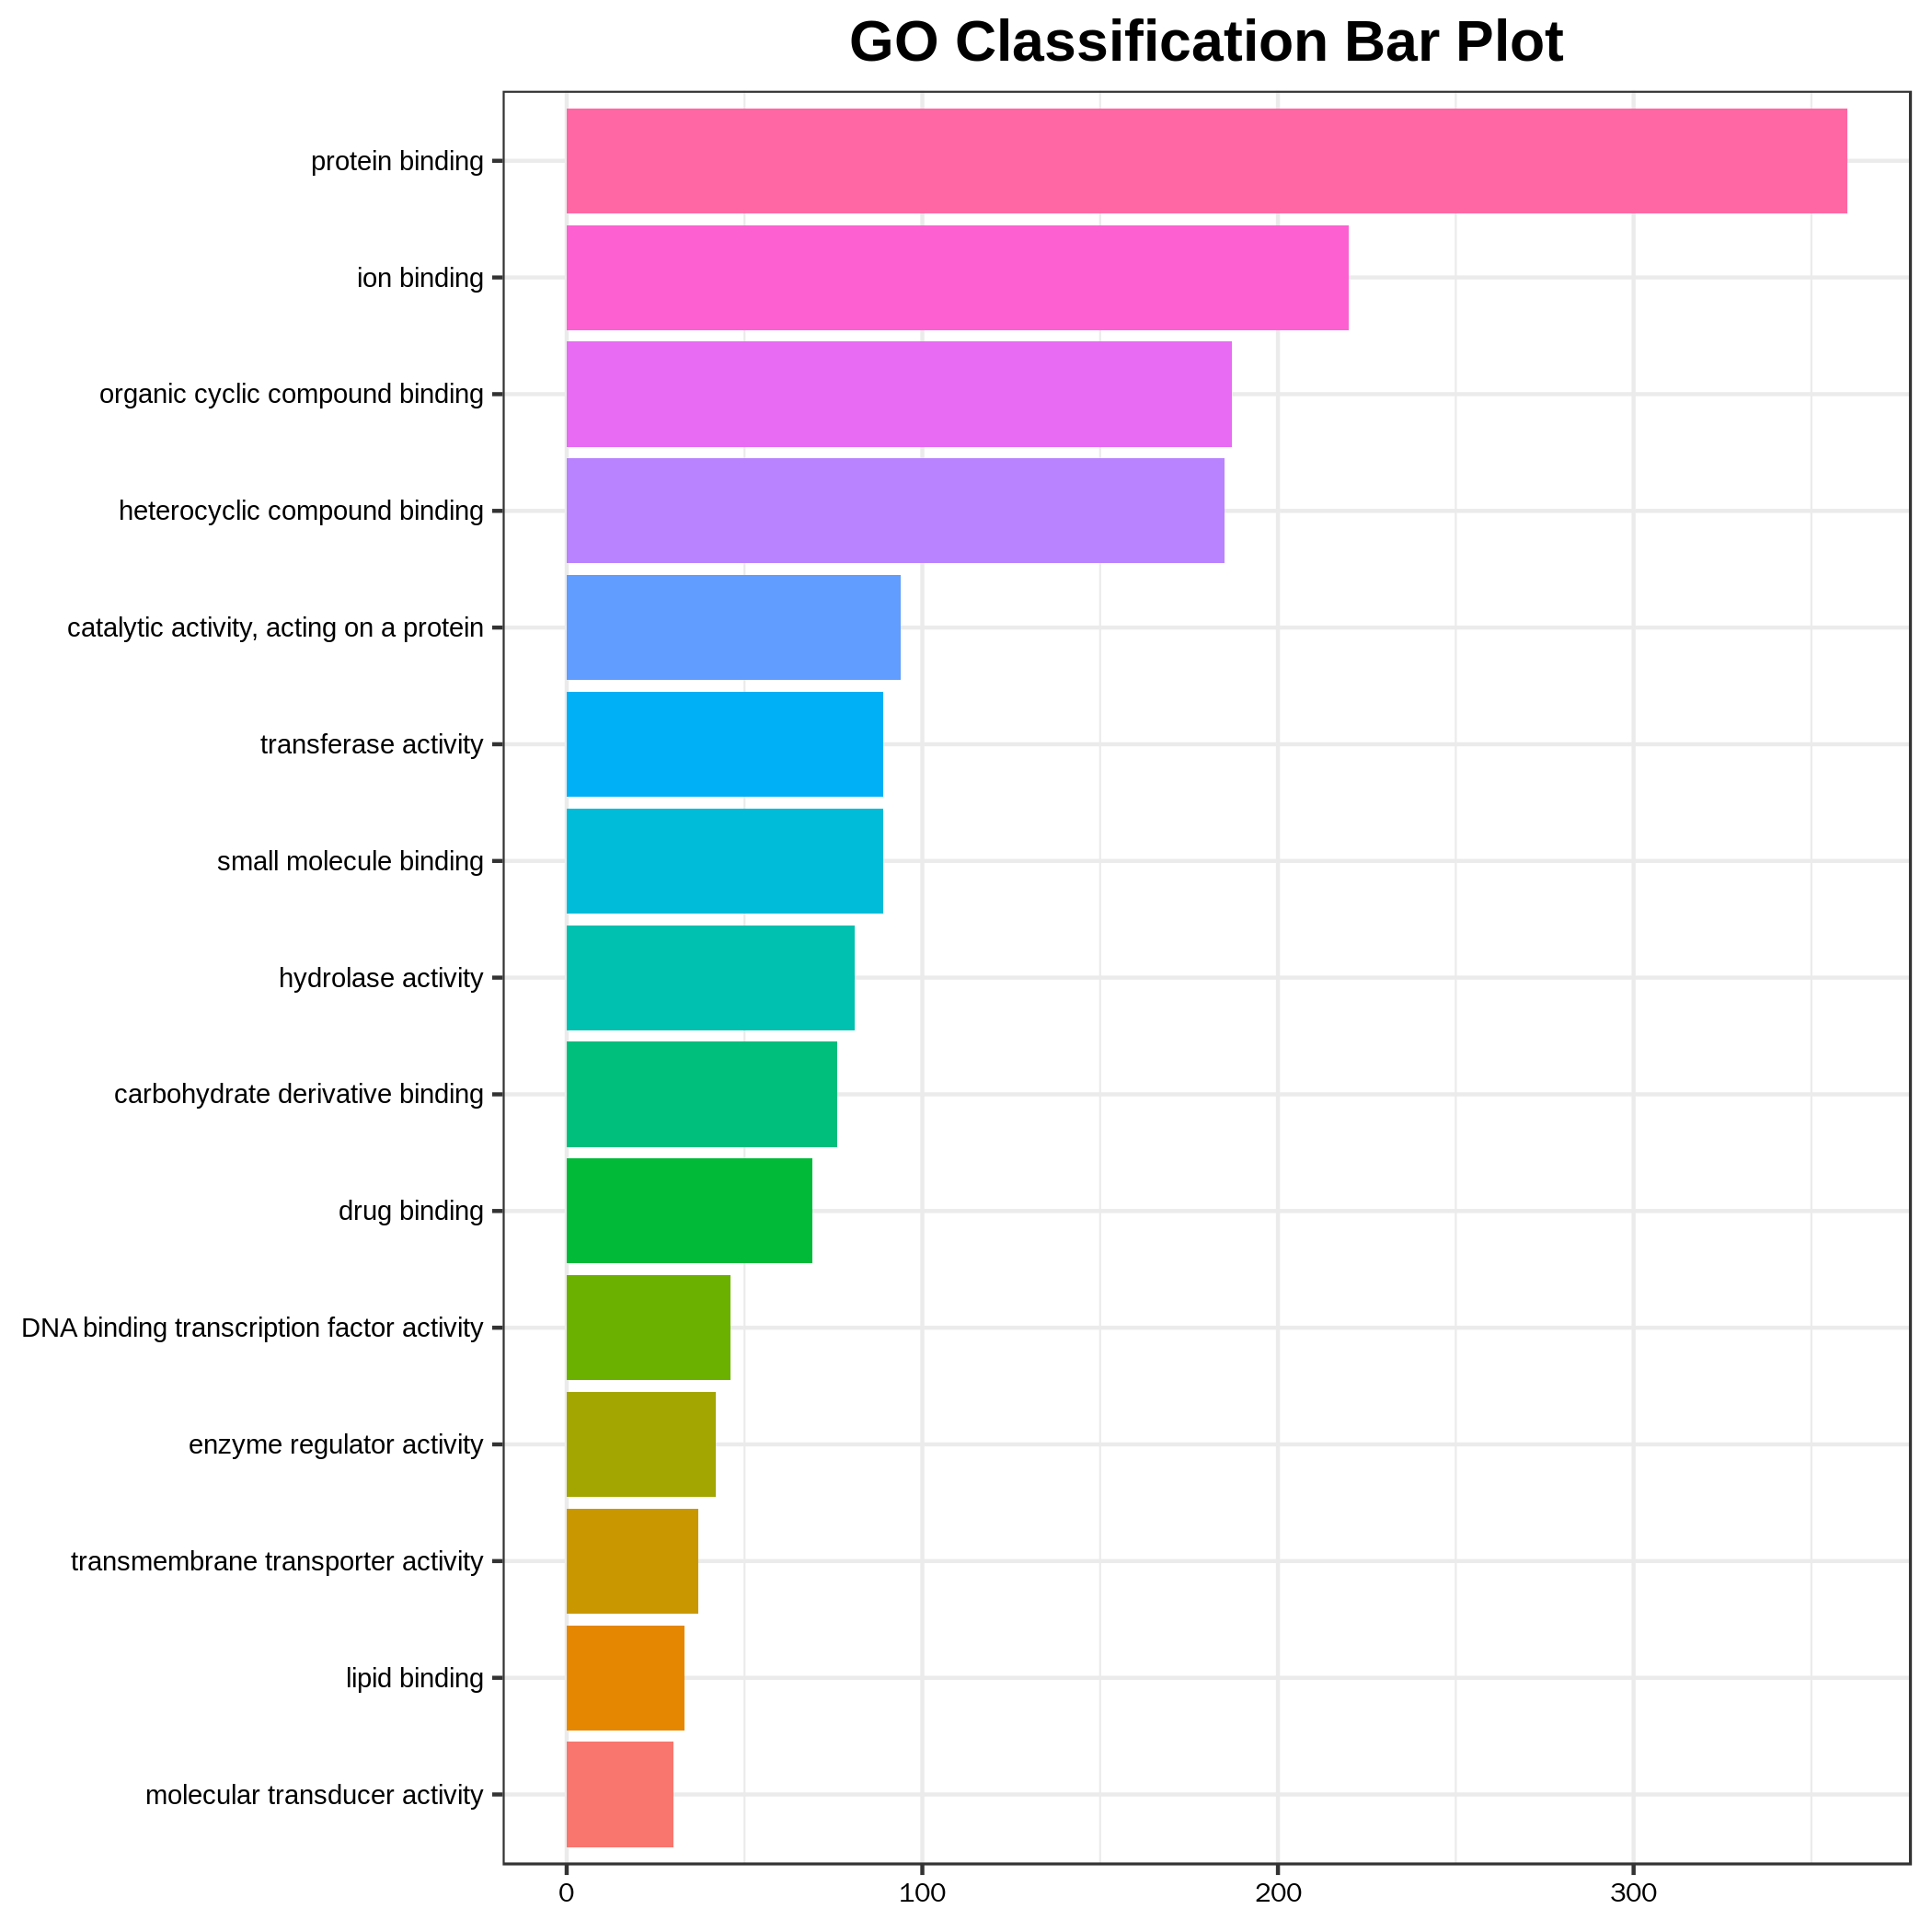 GO Classification Bar Plot
protein binding
ion binding
organic cyclic compound binding
heterocyclic compound binding
catalytic activity, acting on a protein
transferase activity
small molecule binding
hydrolase activity
carbohydrate derivative binding
drug binding
DNA binding transcription factor activity
enzyme regulator activity
transmembrane transporter activity
lipid binding
molecular transducer activity
0 100 200 300